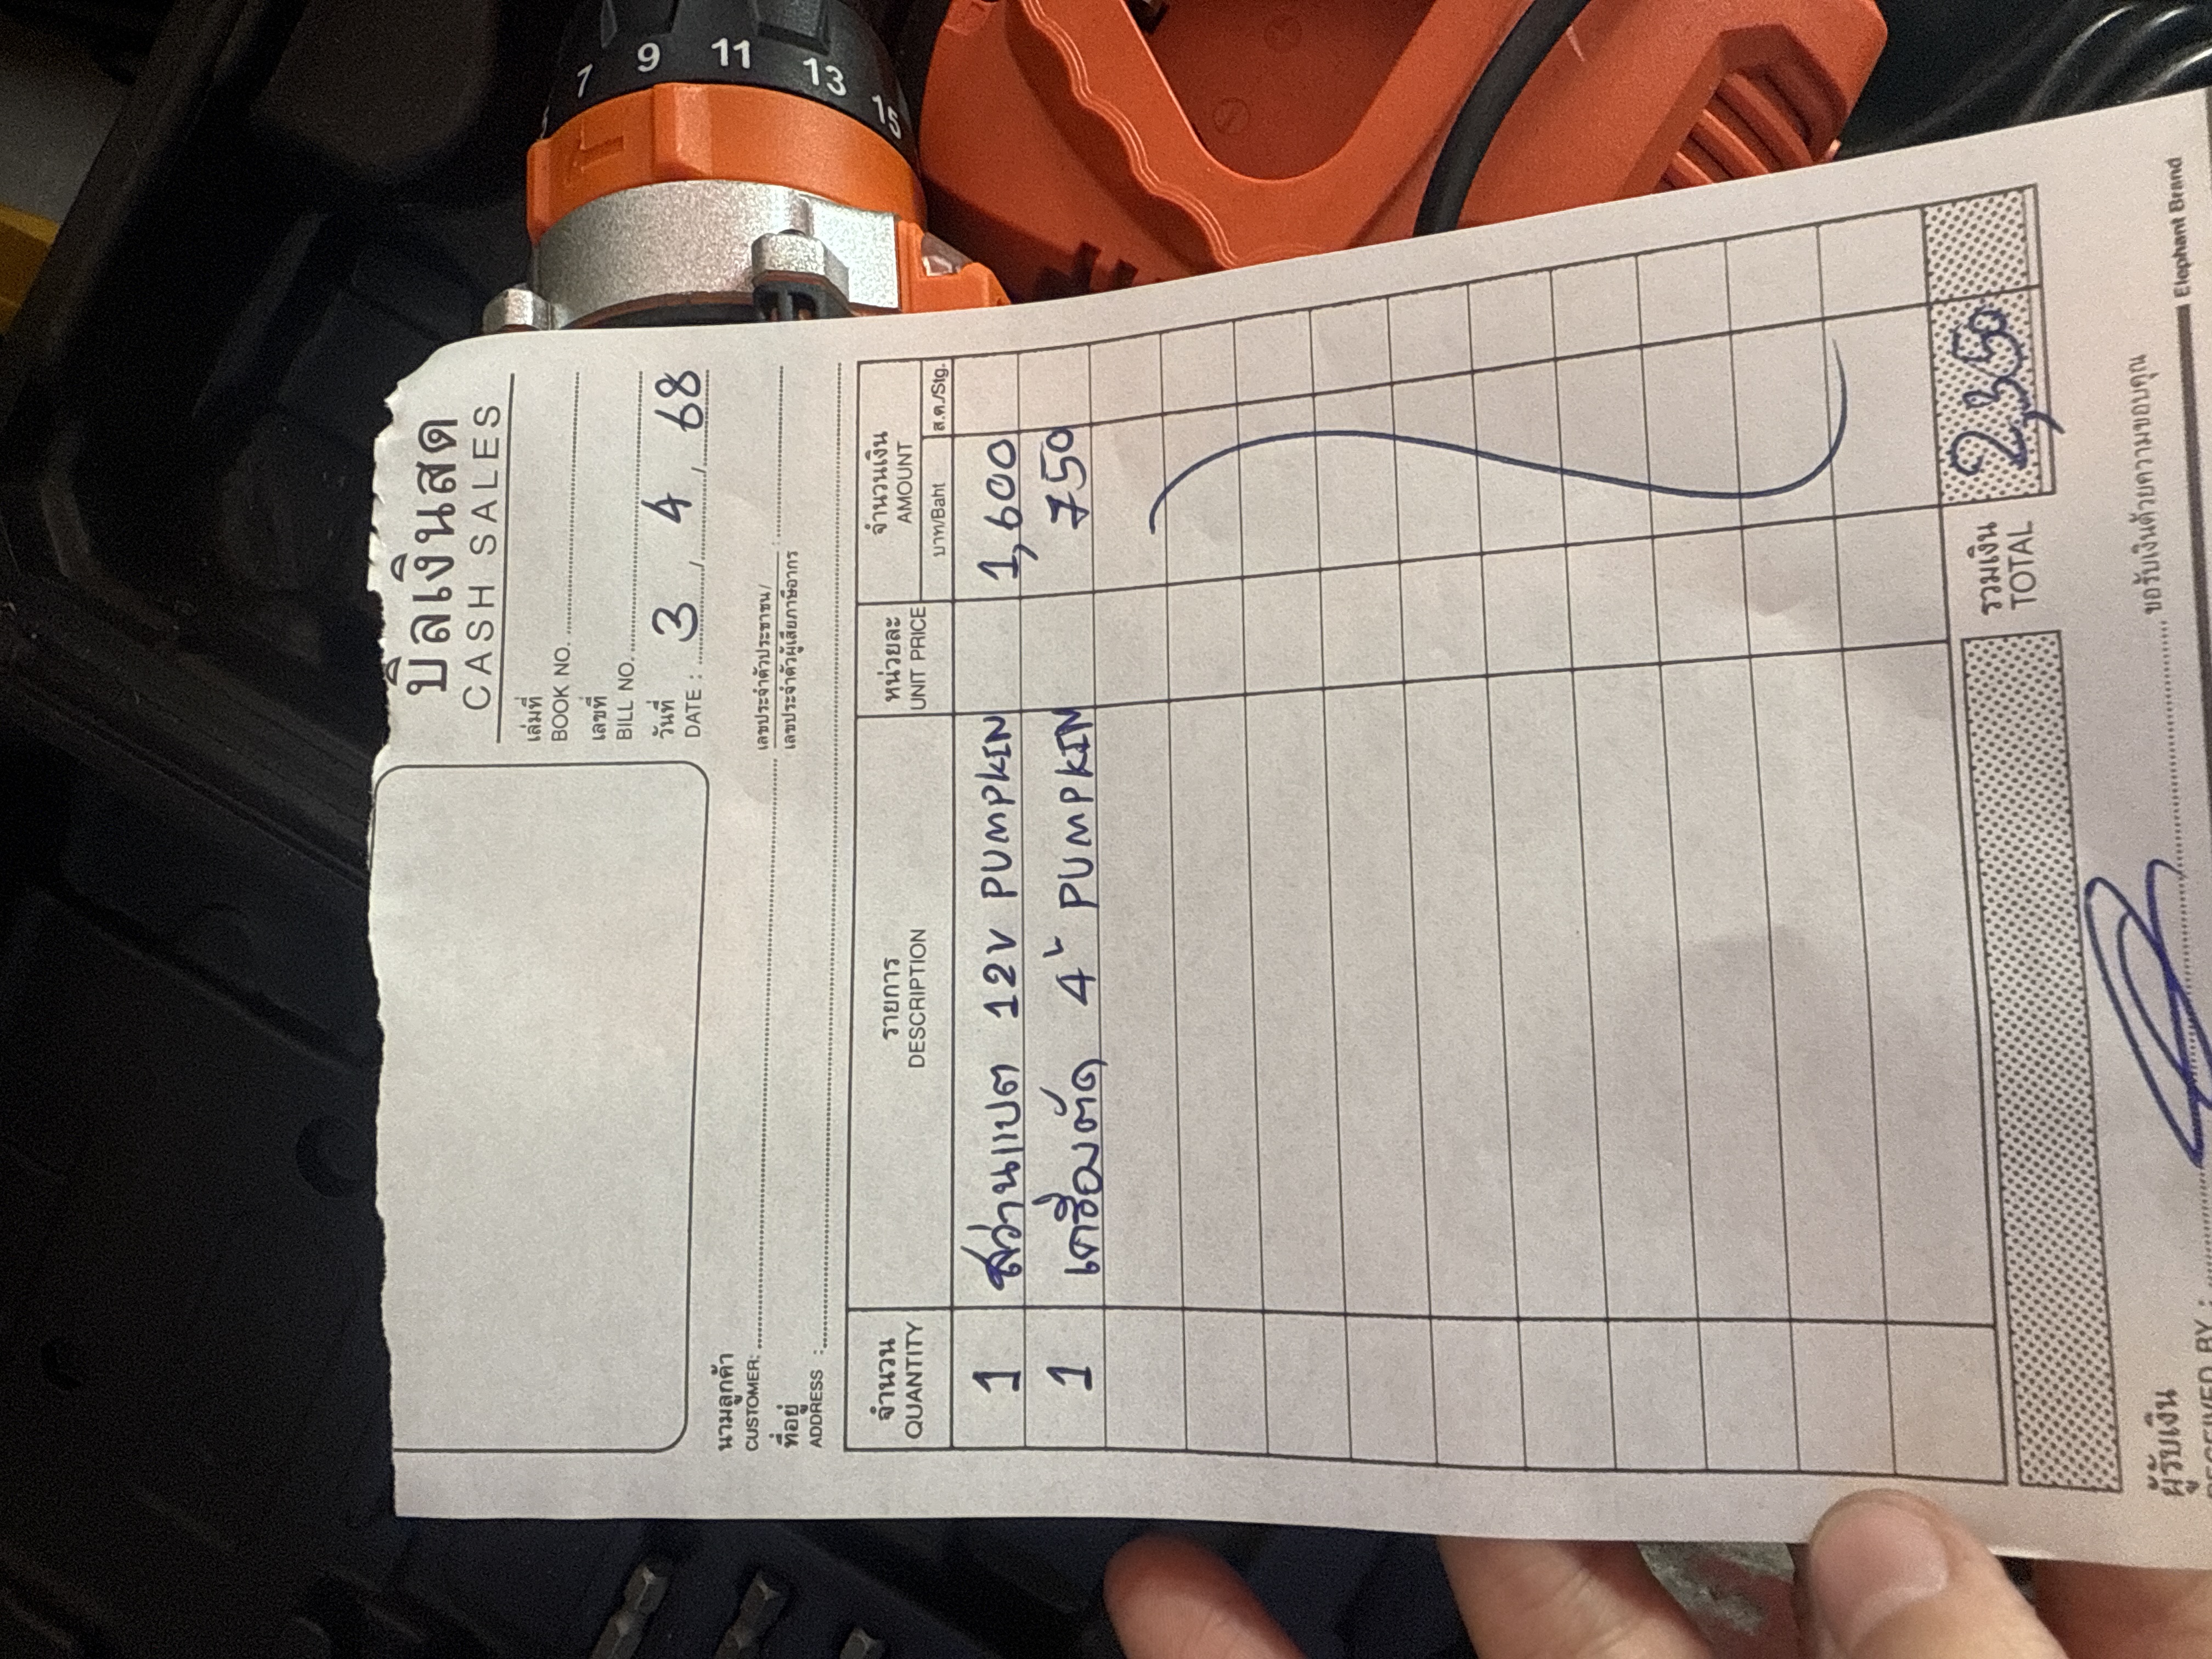 7 9 11 13 15
บิลเงินสด
CASH SALES
เล่มที่
BOOK NO.
เลขที่
BILL NO.
วันที่
DATE : 3 / 4 / 68
นามลูกค้า
CUSTOMER:
เลขประจำตัวประชาชน/
เลขประจำตัวผู้เสียภาษีอากร :
ที่อยู่
ADDRESS :
จำนวน รายการ หน่วยละ จำนวนเงิน
QUANTITY DESCRIPTION UNIT PRICE AMOUNT
บาท/Baht ส.ต./Stg.
1 สว่านแบต 12V PUMPKIN 1,600
1 เครื่องตัด 4" PUMPKIN 750
รวมเงิน
TOTAL 2,350
ผู้รับเงิน ขอรับเงินด้วยความขอบคุณ
RECEIVED BY
Elephant Brand